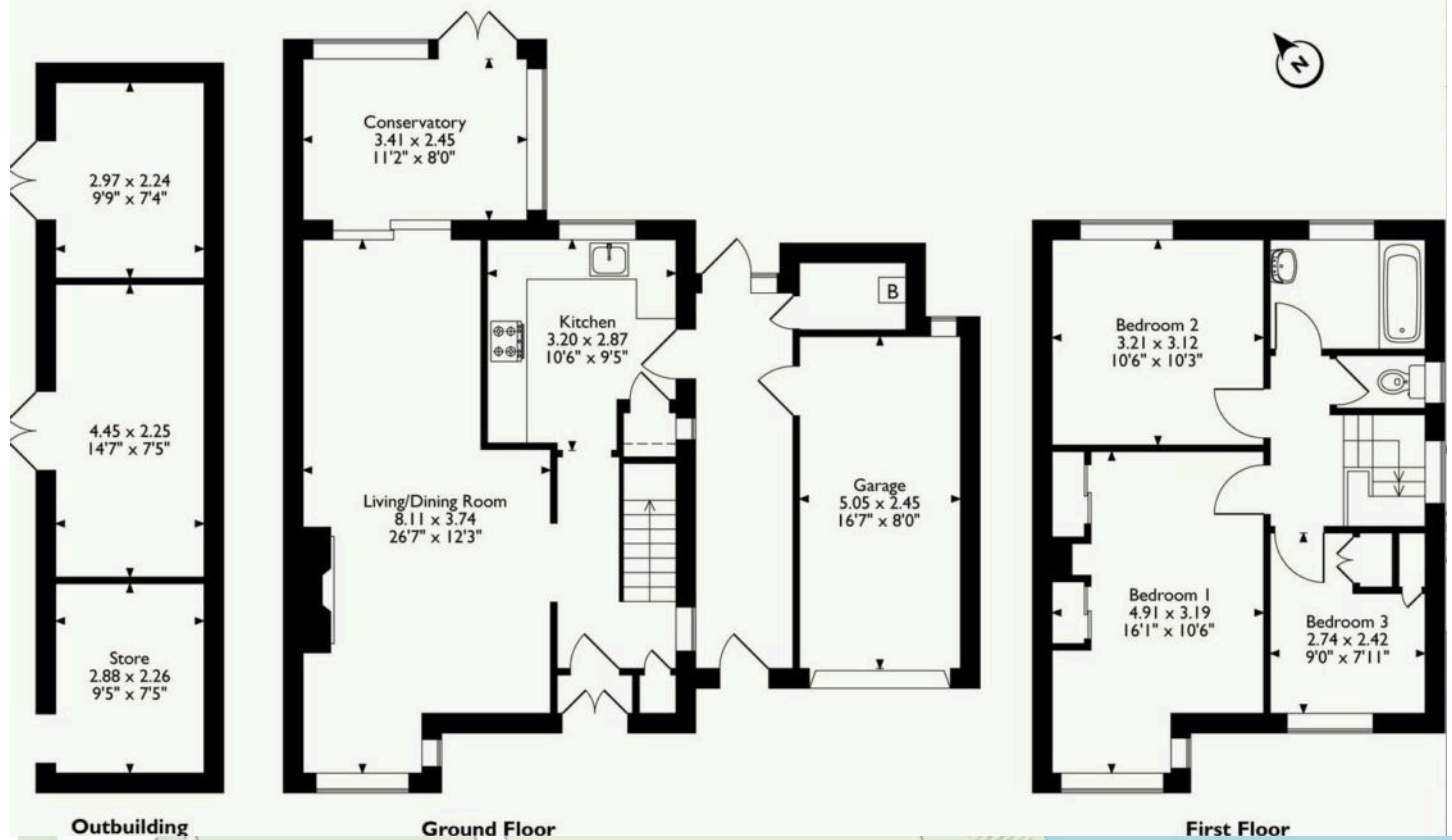 N
Conservatory
3.41 x 2.45
11'2" x 8'0"
2.97 x 2.24
9'9" x 7'4"
B
Kitchen
3.20 x 2.87
10'6" x 9'5"
Bedroom 2
3.21 x 3.12
10'6" x 10'3"
4.45 x 2.25
14'7" x 7'5"
Living/Dining Room
8.11 x 3.74
26'7" x 12'3"
Garage
5.05 x 2.45
16'7" x 8'0"
Bedroom 1
4.91 x 3.19
16'1" x 10'6"
Bedroom 3
2.74 x 2.42
9'0" x 7'11"
Store
2.88 x 2.26
9'5" x 7'5"
Outbuilding
Ground Floor
First Floor